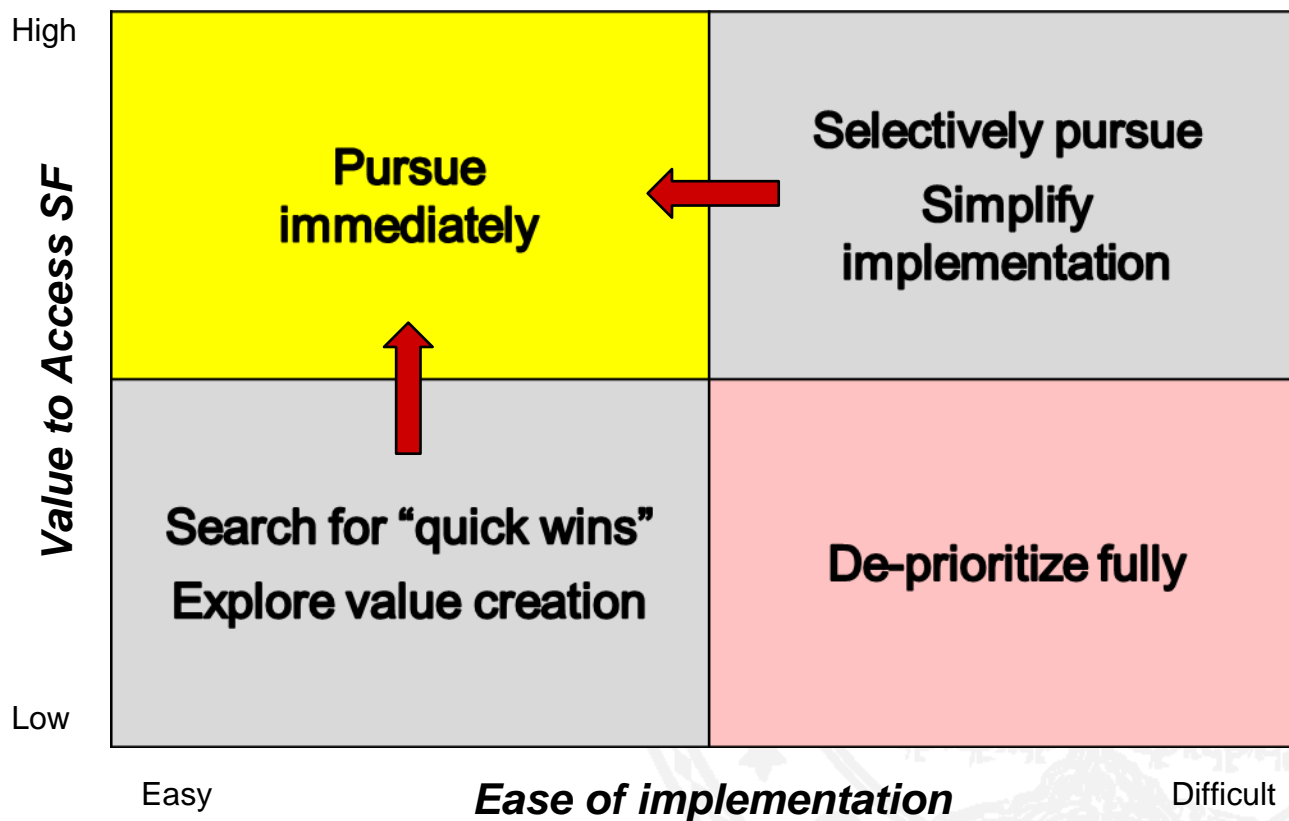 High
Value to Access SF
Low
Pursue
immediately
Selectively pursue
Simplify
implementation
Search for “quick wins”
Explore value creation
De-prioritize fully
Easy
Ease of implementation
Difficult